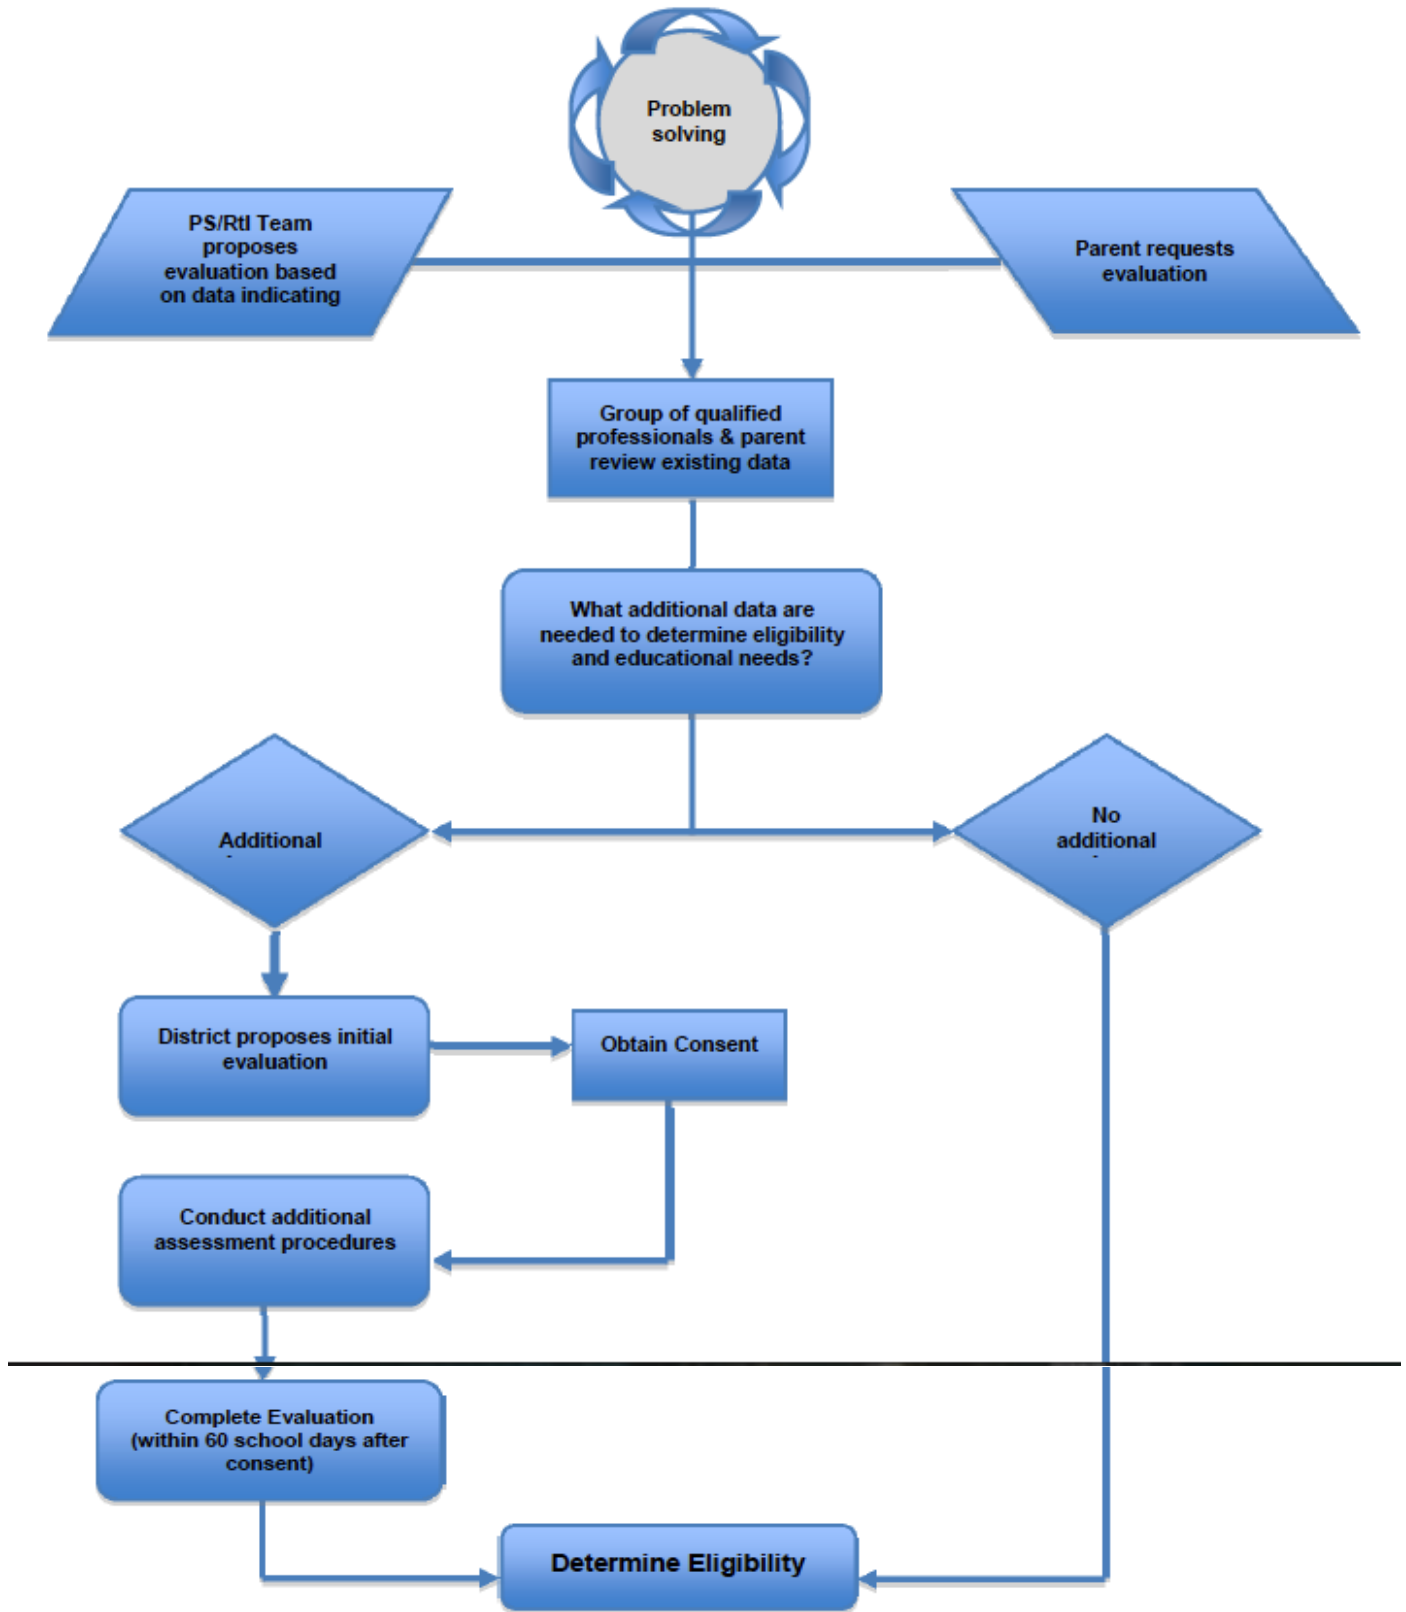 Problem
solving
PS/RtI Team
proposes
evaluation based
on data indicating
Parent requests
evaluation
Group of qualified
professionals & parent
review existing data
What additional data are
needed to determine eligibility
and educational needs?
Additional
No
additional
District proposes initial
evaluation
Obtain Consent
Conduct additional
assessment procedures
Complete Evaluation
(within 60 school days after
consent)
Determine Eligibility